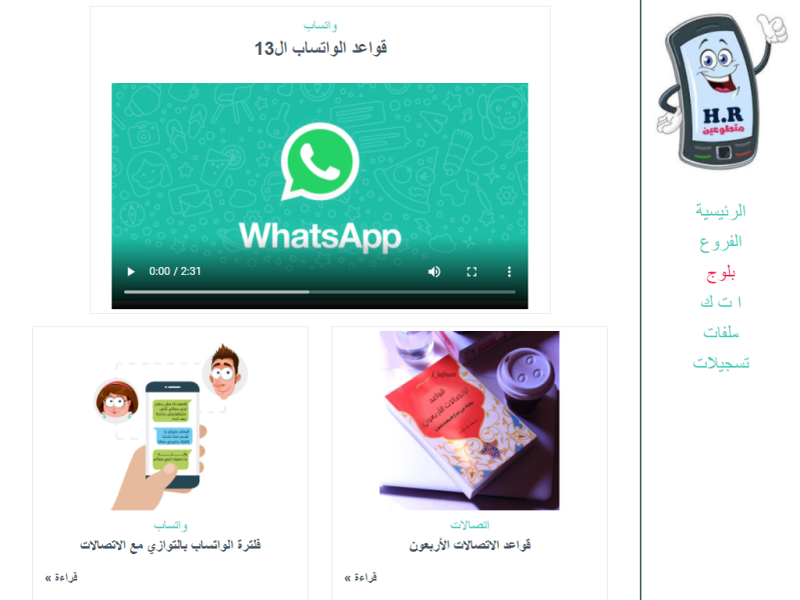 واتساب
قواعد الواتساب ال13
WhatsApp
0:00 / 2:31
H.R
متطوعين
الرئيسية
الفروع
بلوج
ا ت ك
ملفات
تسجيلات
اتصالات
قواعد الاتصالات الأربعون
قراءة »
واتساب
فلترة الواتساب بالتوازي مع الاتصالات
قراءة »